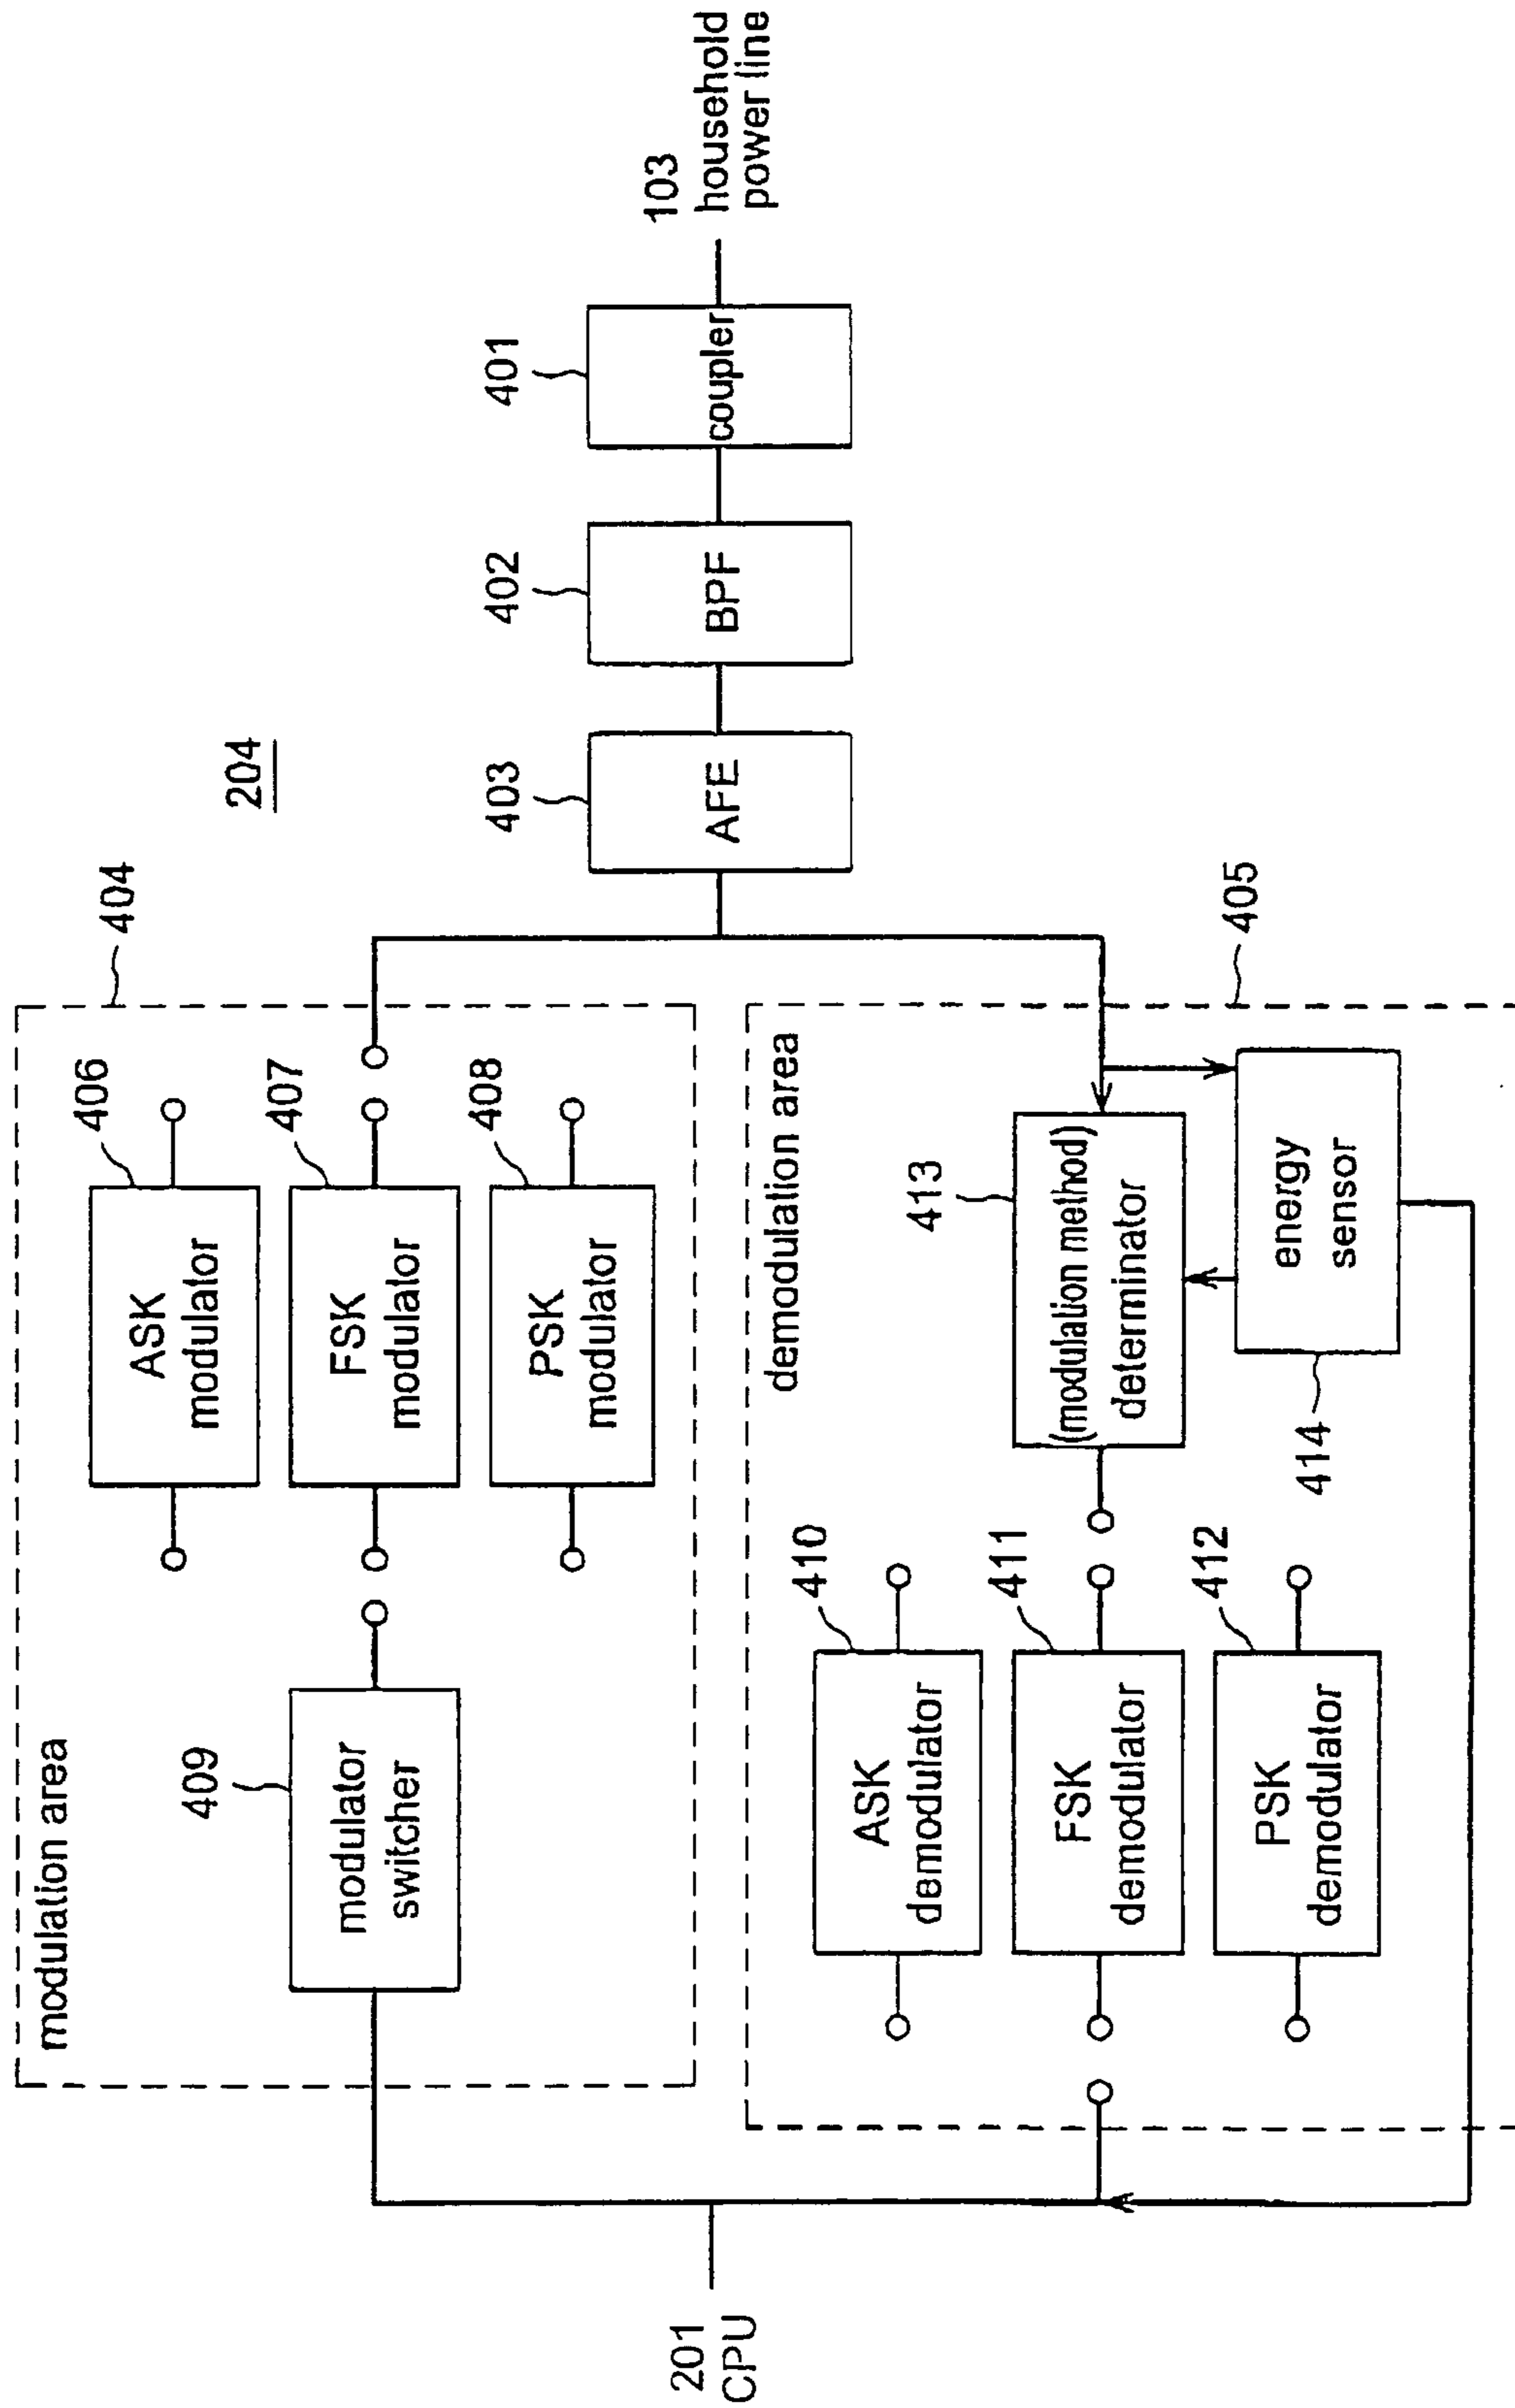 204
modulation area
404
406
ASK
modulator
407
FSK
modulator
408
PSK
modulator
409
modulator
switcher
201
CPU
403
AFE
402
BPF
401
coupler
103
household
power line
demodulation area
405
410
ASK
demodulator
411
FSK
demodulator
412
PSK
demodulator
413
(modulation method)
determinator
energy
sensor
414